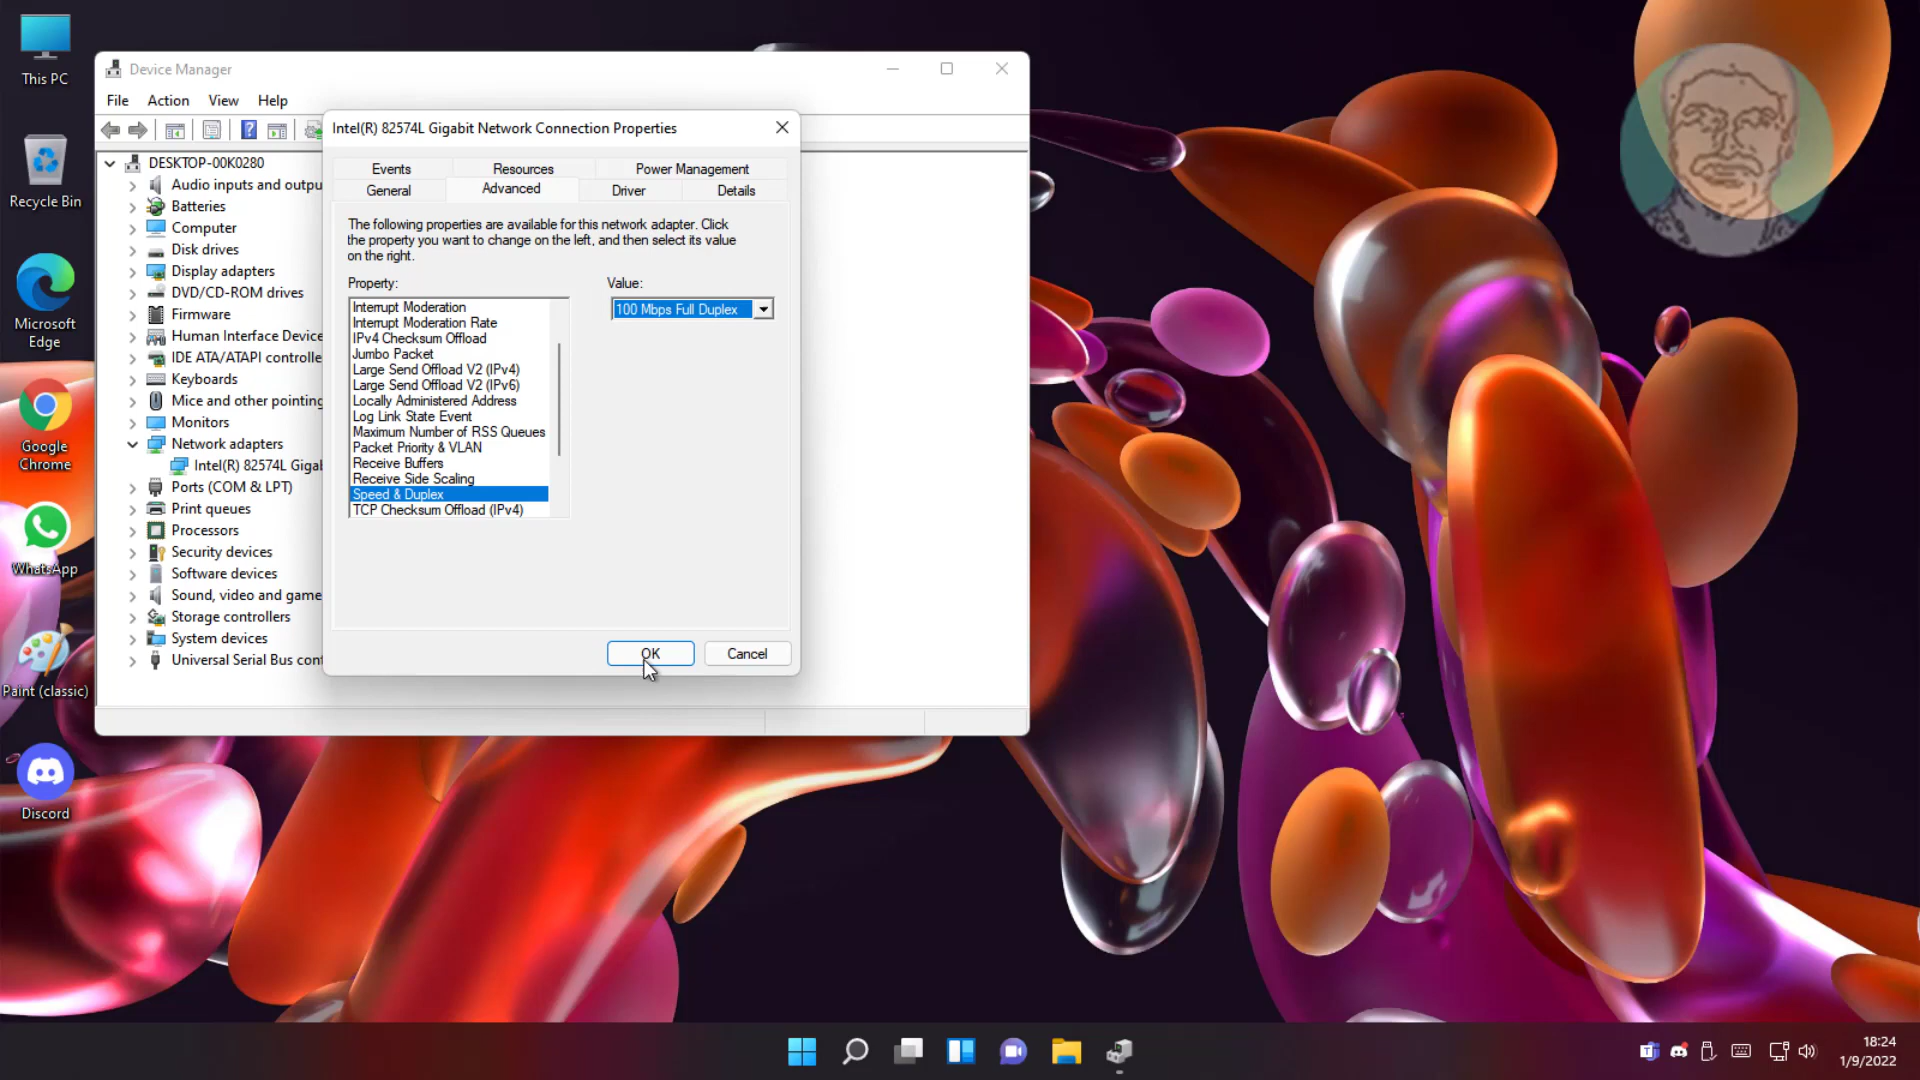 This PC
Recycle Bin
Microsoft
Edge
Google
Chrome
WhatsApp
Paint (classic)
Discord
Device Manager
File Action View Help
DESKTOP-00K0280
Audio inputs and outpu
Batteries
Computer
Disk drives
Display adapters
DVD/CD-ROM drives
Firmware
Human Interface Device
IDE ATA/ATAPI controlle
Keyboards
Mice and other pointing
Monitors
Network adapters
Intel(R) 82574L Gigal
Ports (COM & LPT)
Print queues
Processors
Security devices
Software devices
Sound, video and game
Storage controllers
System devices
Universal Serial Bus cont
Intel(R) 82574L Gigabit Network Connection Properties
Events Resources Power Management
General Advanced Driver Details
The following properties are available for this network adapter. Click
the property you want to change on the left, and then select its value
on the right.
Property: Value:
Interrupt Moderation
Interrupt Moderation Rate
IPv4 Checksum Offload
Jumbo Packet
Large Send Offload V2 (IPv4)
Large Send Offload V2 (IPv6)
Locally Administered Address
Log Link State Event
Maximum Number of RSS Queues
Packet Priority & VLAN
Receive Buffers
Receive Side Scaling
Speed & Duplex
TCP Checksum Offload (IPv4)
100 Mbps Full Duplex
OK Cancel
18:24
1/9/2022